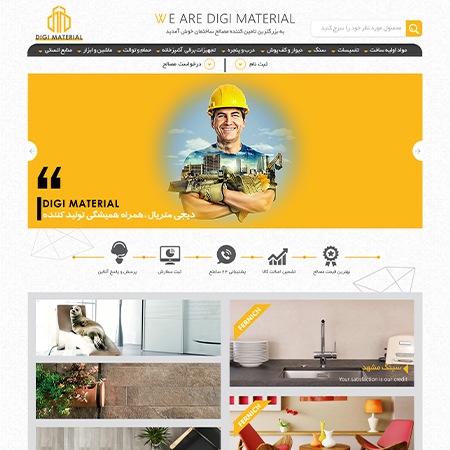 DIGI MATERIAL
WE ARE DIGI MATERIAL
به بزرگترین تامین کننده مصالح ساختمان خوش آمدید
محصول مورد نظر خود را سرچ کنید
مواد اولیه ساخت
تاسیسات
سنگ
دیوار و کف پوش
درب و پنجره
تجهیزات برقی
آشپزخانه
حمام و توالت
ماشین و ابزار
منابع انسانی
ثبت نام
درخواست مصالح
DIGI MATERIAL
دیجی متریال ، همراه همیشگی تولید کننده
بهترین قیمت مصالح
تضمین اصالت کالا
پشتیبانی ۲۴ ساعته
ثبت سفارش
پرسش و پاسخ آنلاین
FERNICH
سینک مشهد
Your satisfaction is our credit
FERNICH